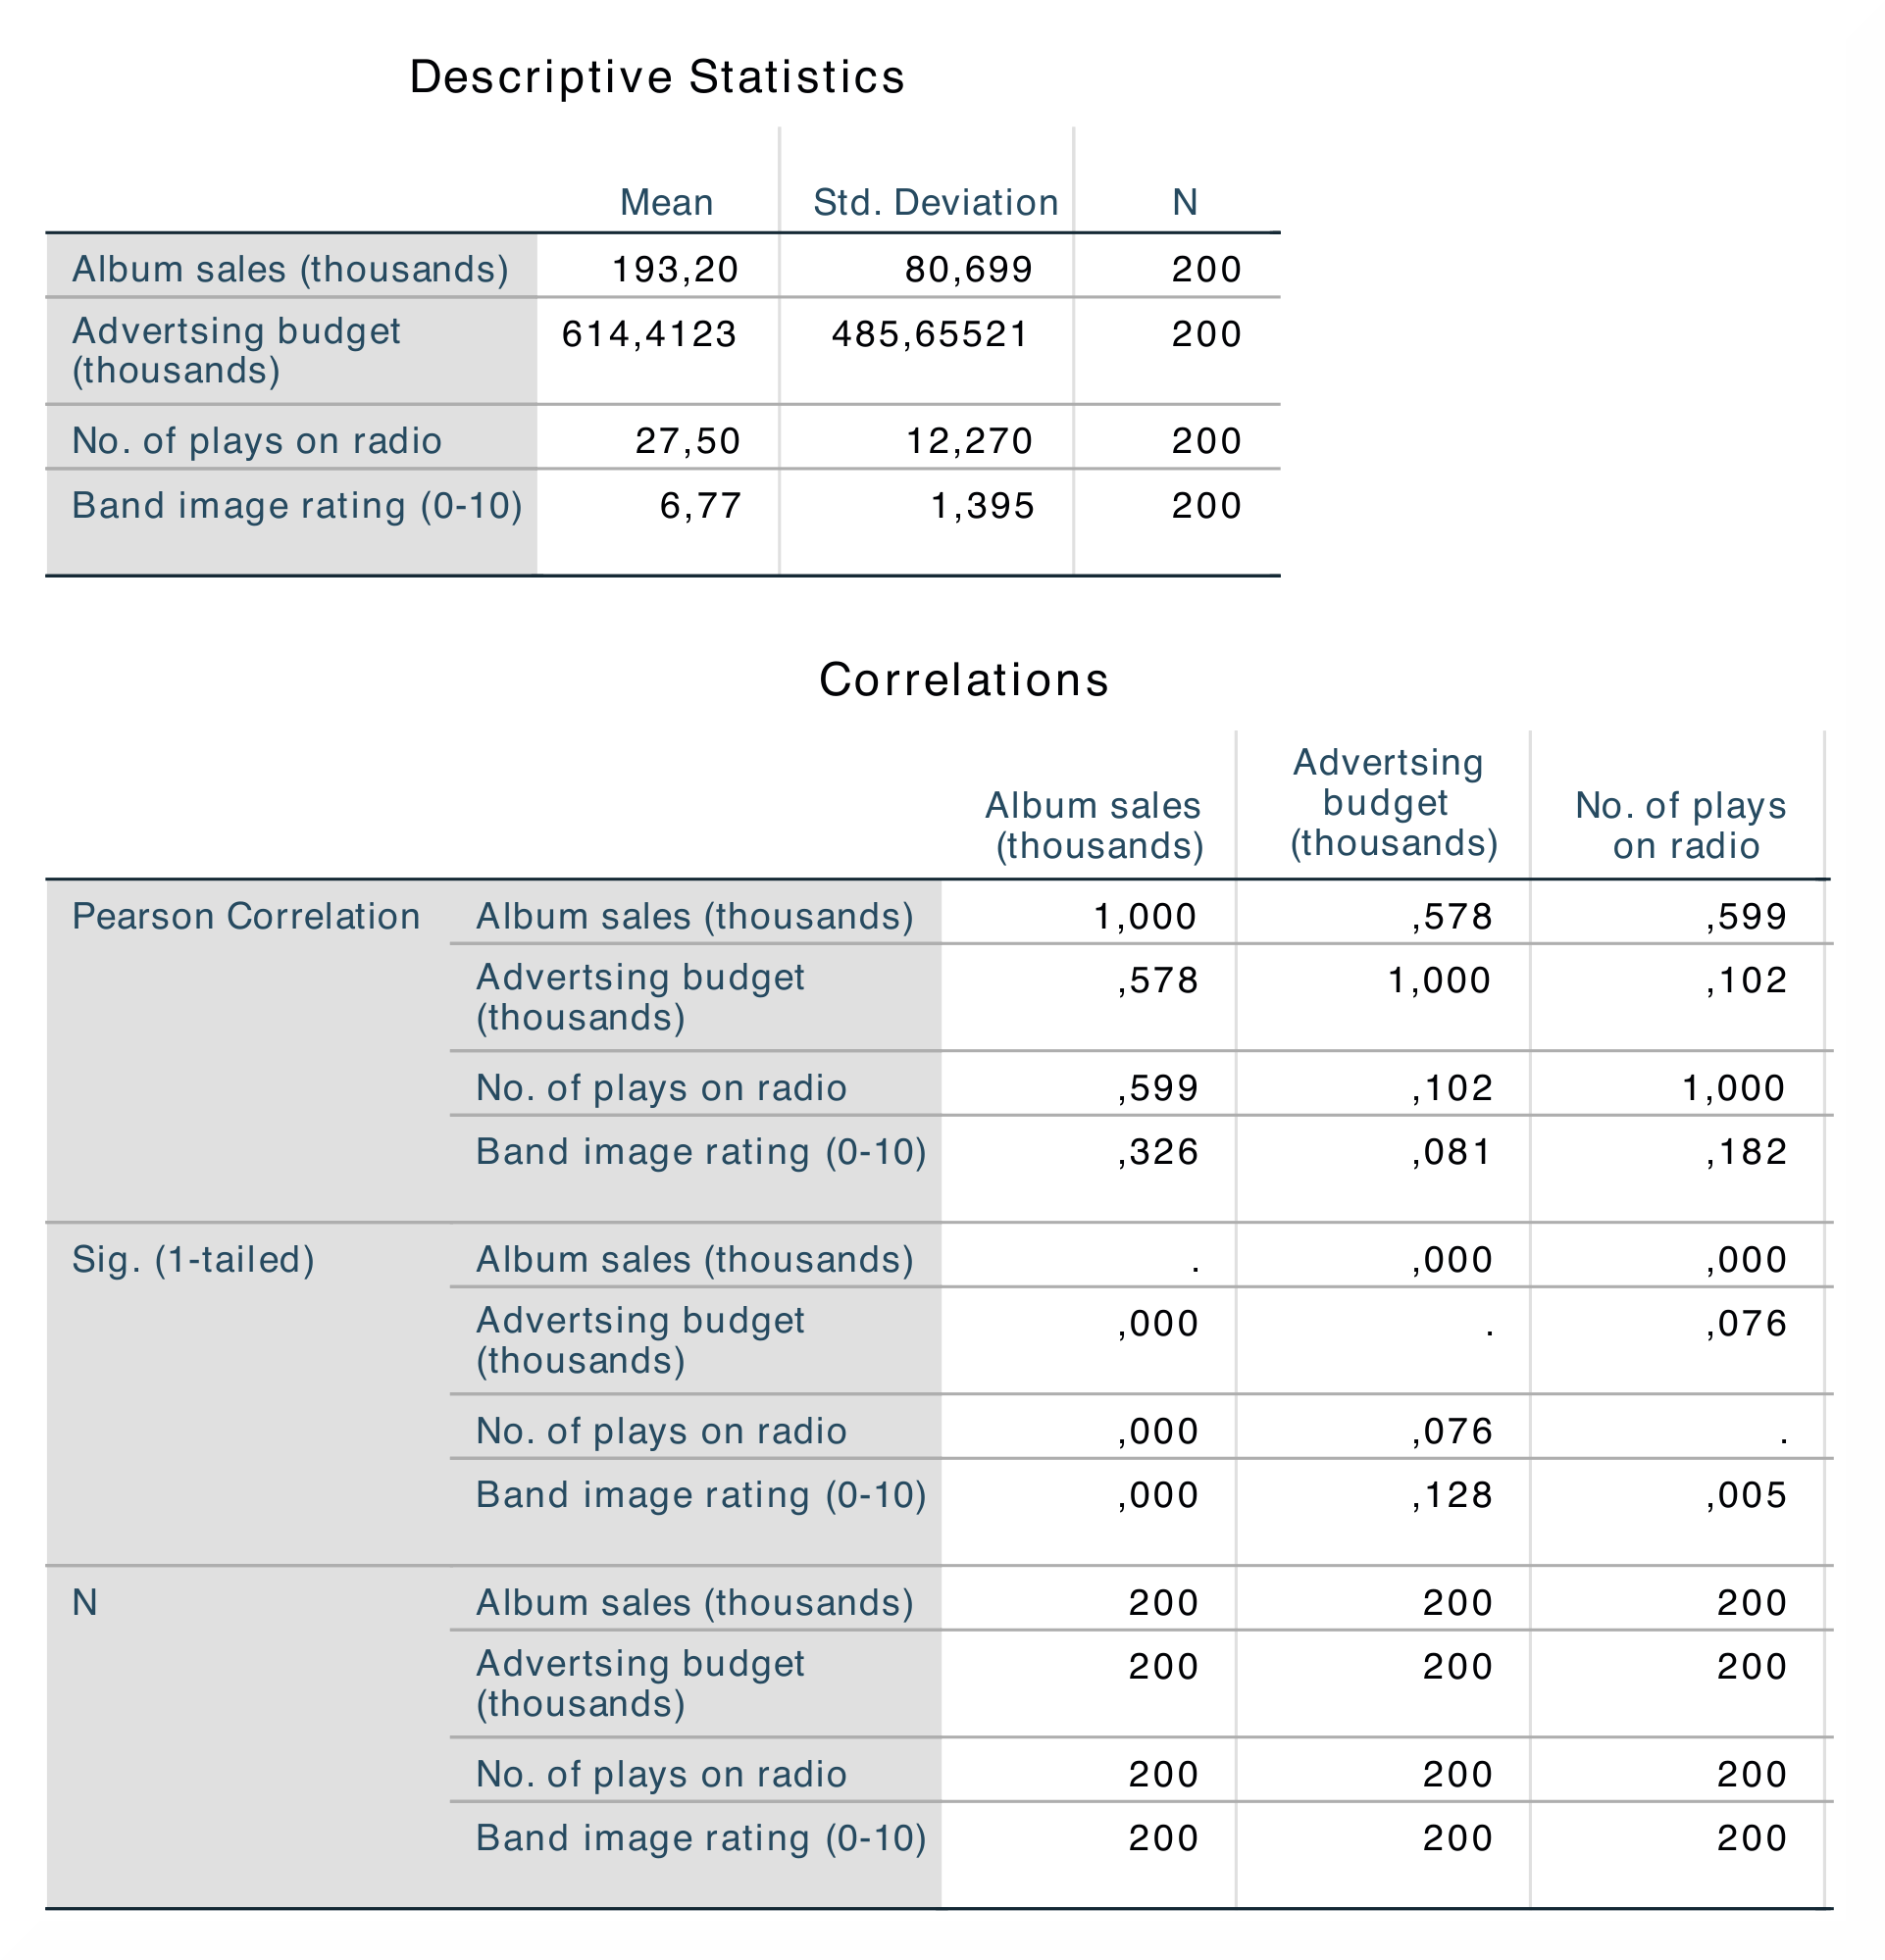 Descriptive Statistics
Mean Std. Deviation N
Album sales (thousands) 193,20 80,699 200
Advertsing budget (thousands) 614,4123 485,65521 200
No. of plays on radio 27,50 12,270 200
Band image rating (0-10) 6,77 1,395 200
Correlations
Album sales (thousands) Advertsing budget (thousands) No. of plays on radio
Pearson Correlation Album sales (thousands) 1,000 ,578 ,599
Advertsing budget (thousands) ,578 1,000 ,102
No. of plays on radio ,599 ,102 1,000
Band image rating (0-10) ,326 ,081 ,182
Sig. (1-tailed) Album sales (thousands) . ,000 ,000
Advertsing budget (thousands) ,000 . ,076
No. of plays on radio ,000 ,076 .
Band image rating (0-10) ,000 ,128 ,005
N Album sales (thousands) 200 200 200
Advertsing budget (thousands) 200 200 200
No. of plays on radio 200 200 200
Band image rating (0-10) 200 200 200